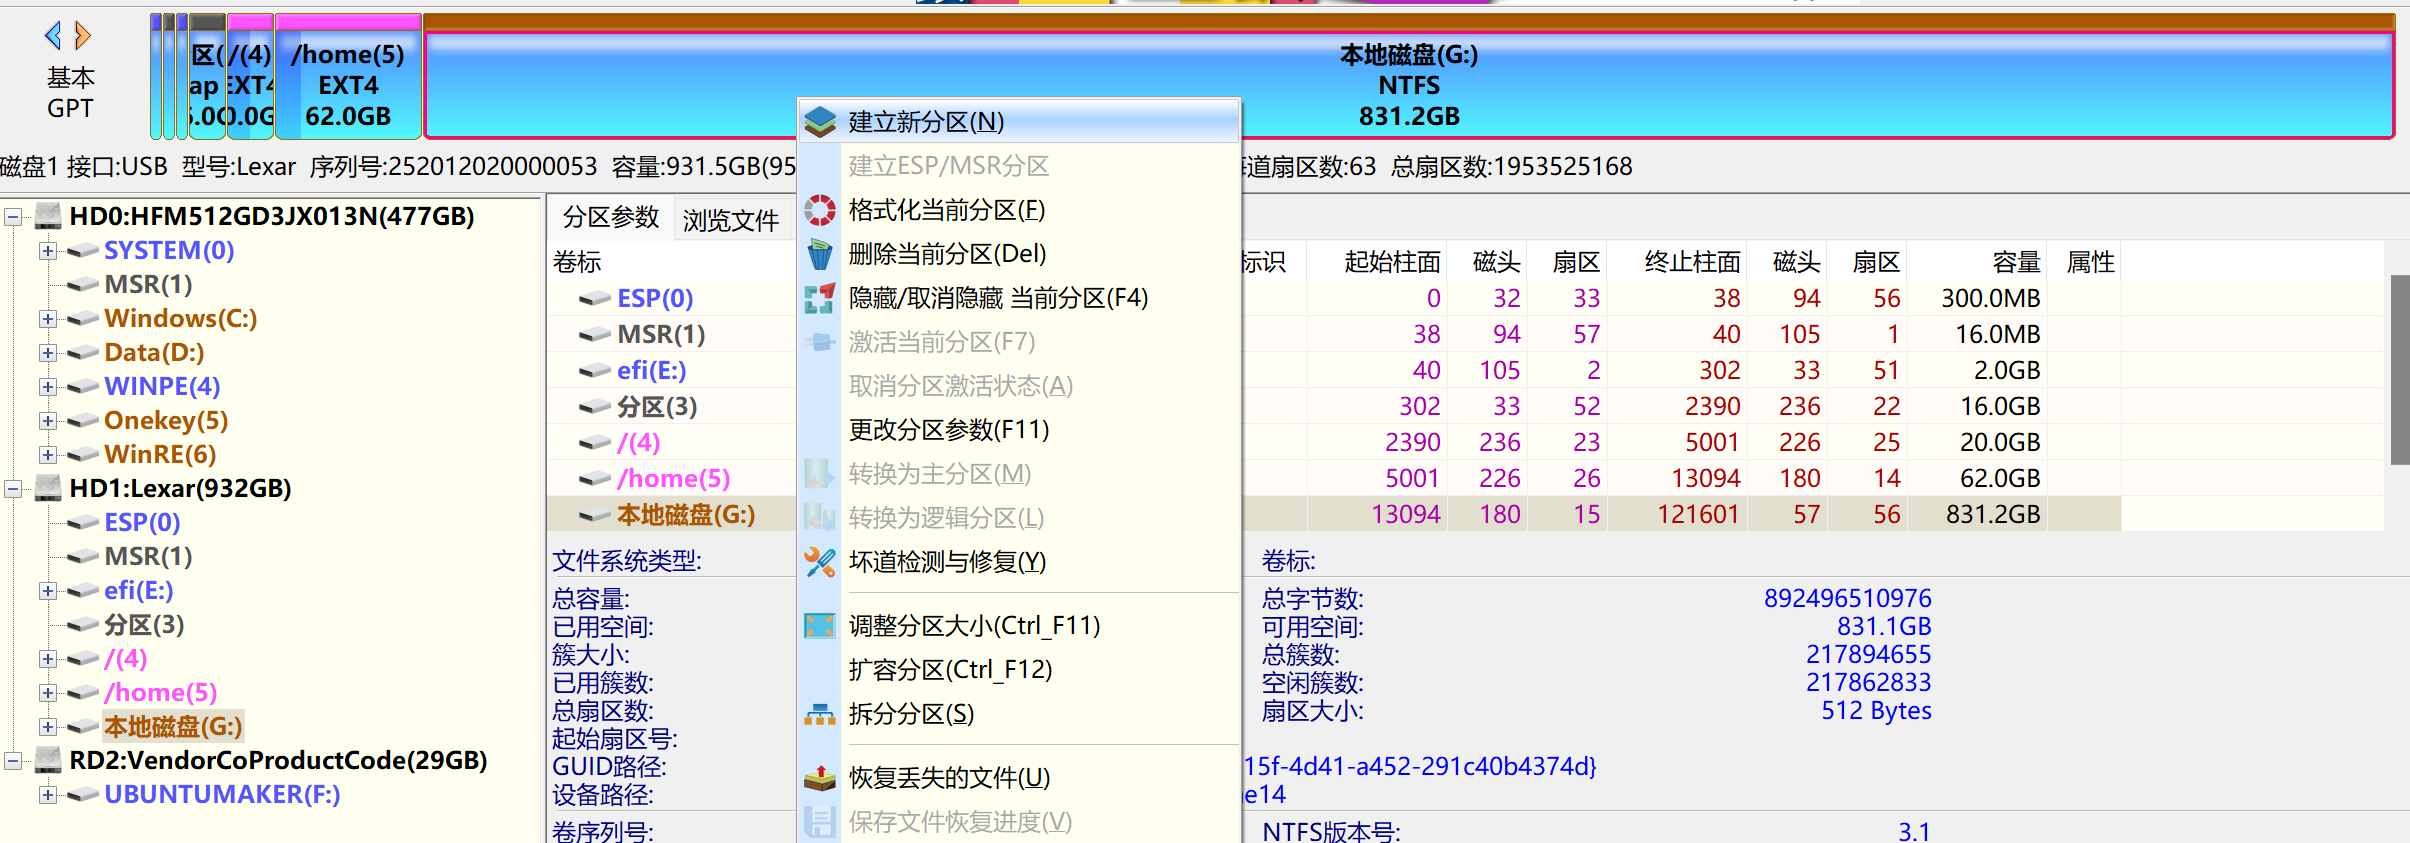 基本
GPT
区( /(4) /home(5) 本地磁盘(G:)
ap EXT4 EXT4 NTFS
62.0GB 831.2GB
磁盘1 接口:USB 型号:Lexar 序列号:252012020000053 容量:931.5GB(95 道扇区数:63 总扇区数:1953525168
HD0:HFM512GD3JX013N(477GB)
SYSTEM(0)
MSR(1)
Windows(C:)
Data(D:)
WINPE(4)
Onekey(5)
WinRE(6)
HD1:Lexar(932GB)
ESP(0)
MSR(1)
efi(E:)
分区(3)
/(4)
/home(5)
本地磁盘(G:)
RD2:VendorCoProductCode(29GB)
UBUNTUMAKER(F:)
分区参数 浏览文件
卷标 标识 起始柱面 磁头 扇区 终止柱面 磁头 扇区 容量 属性
ESP(0) 0 32 33 38 94 56 300.0MB
MSR(1) 38 94 57 40 105 1 16.0MB
efi(E:) 40 105 2 302 33 51 2.0GB
分区(3) 302 33 52 2390 236 22 16.0GB
/(4) 2390 236 23 5001 226 25 20.0GB
/home(5) 5001 226 26 13094 180 14 62.0GB
本地磁盘(G:) 13094 180 15 121601 57 56 831.2GB
文件系统类型: 卷标:
总容量: 总字节数: 892496510976
已用空间: 可用空间: 831.1GB
簇大小: 总簇数: 217894655
已用簇数: 空闲簇数: 217862833
总扇区数: 扇区大小: 512 Bytes
起始扇区号:
GUID路径: 15f-4d41-a452-291c40b4374d}
设备路径: e14
卷序列号: NTFS版本号: 3.1
建立新分区(N)
建立ESP/MSR分区
格式化当前分区(F)
删除当前分区(Del)
隐藏/取消隐藏 当前分区(F4)
激活当前分区(F7)
取消分区激活状态(A)
更改分区参数(F11)
转换为主分区(M)
转换为逻辑分区(L)
坏道检测与修复(Y)
调整分区大小(Ctrl_F11)
扩容分区(Ctrl_F12)
拆分分区(S)
恢复丢失的文件(U)
保存文件恢复进度(V)